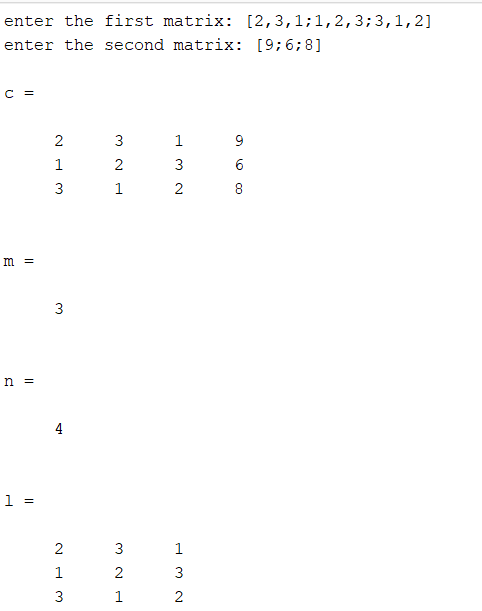 enter the first matrix: [2,3,1;1,2,3;3,1,2]
enter the second matrix: [9;6;8]
c =
2 3 1 9
1 2 3 6
3 1 2 8
m =
3
n =
4
l =
2 3 1
1 2 3
3 1 2